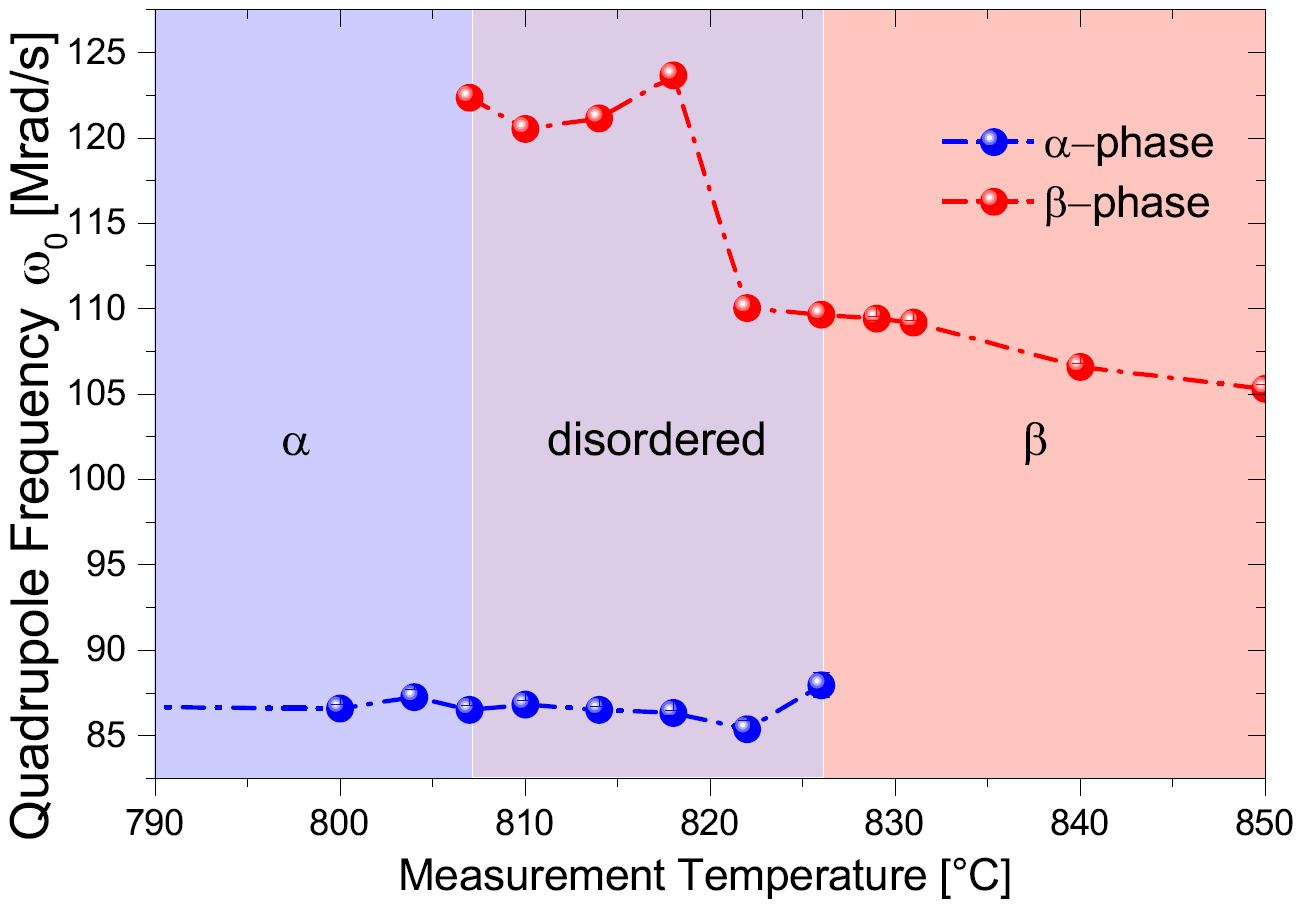 Quadrupole Frequency ω0 [Mrad/s]
125
120
115
110
105
100
95
90
85
α–phase
β–phase
α
disordered
β
790 800 810 820 830 840 850
Measurement Temperature [°C]